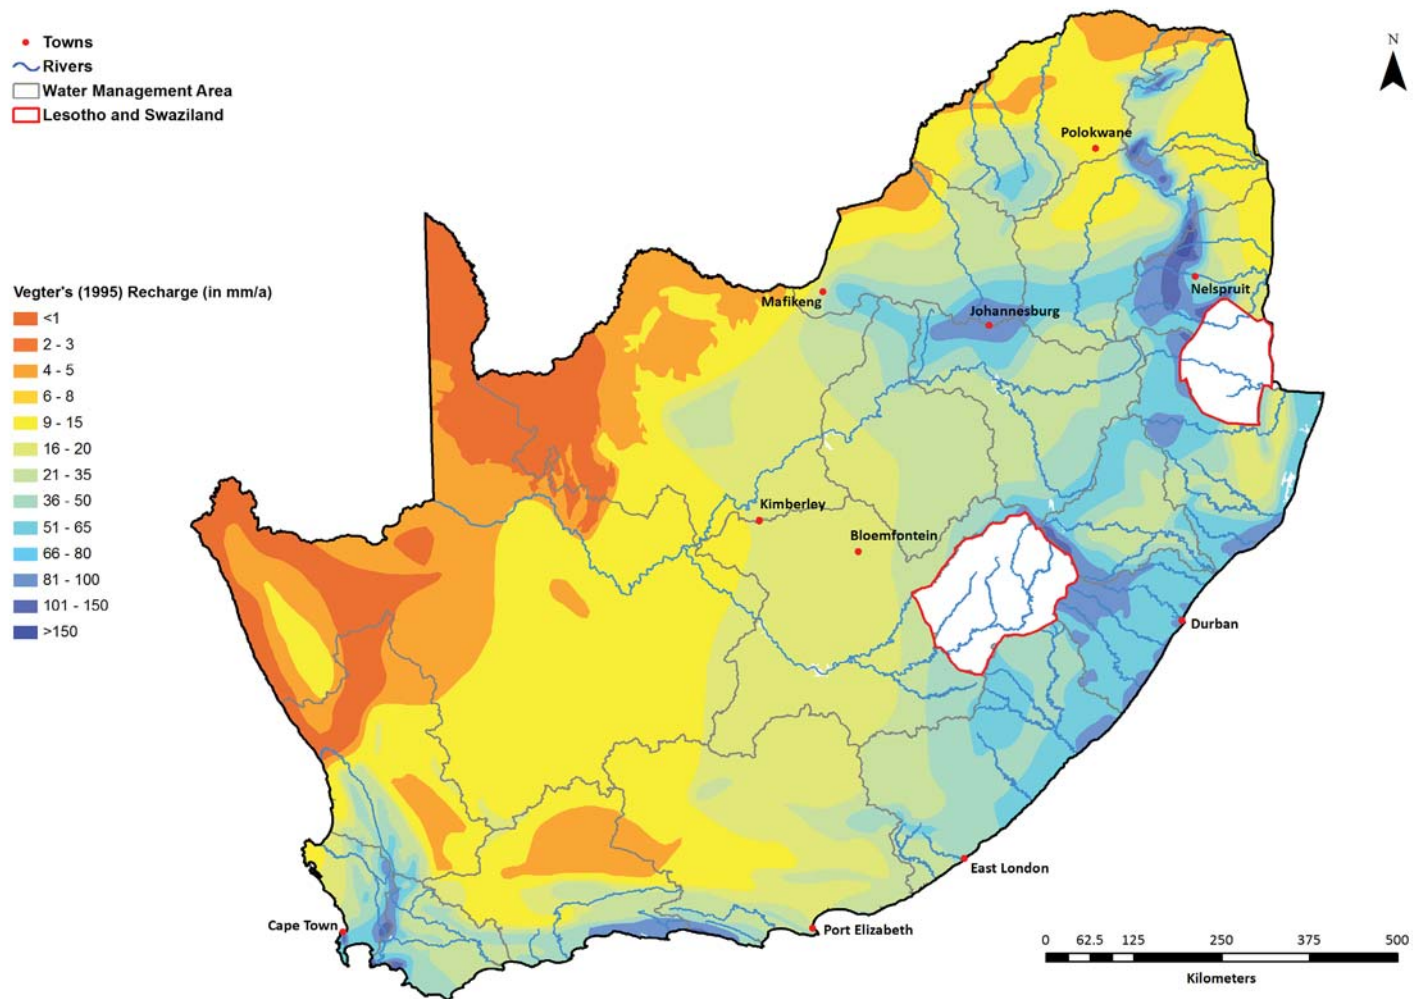 Towns
Rivers
Water Management Area
Lesotho and Swaziland
N
Polokwane
Nelspruit
Mafikeng
Johannesburg
Vegter's (1995) Recharge (in mm/a)
<1
2 - 3
4 - 5
6 - 8
9 - 15
16 - 20
21 - 35
36 - 50
51 - 65
66 - 80
81 - 100
101 - 150
>150
Kimberley
Bloemfontein
Durban
East London
Cape Town
Port Elizabeth
0 62.5 125 250 375 500
Kilometers